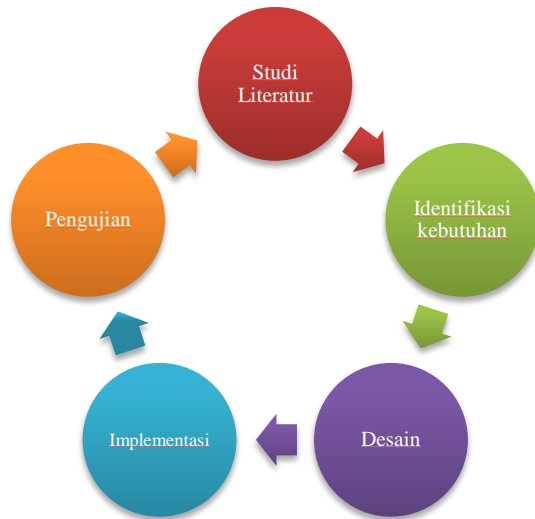 Studi
Literatur
Identifikasi
kebutuhan
Desain
Implementasi
Pengujian